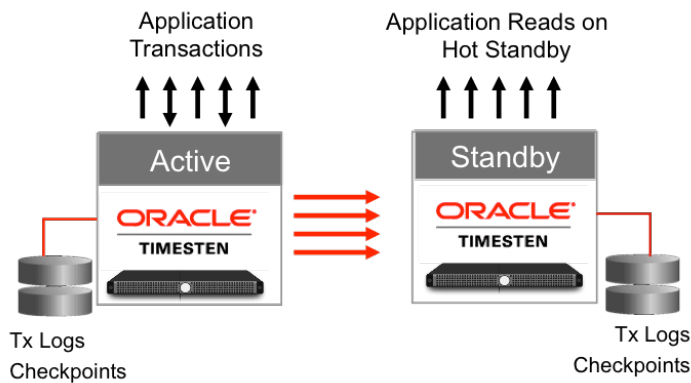 Application
Transactions
Application Reads on
Hot Standby
Active
ORACLE®
TIMESTEN
Standby
ORACLE®
TIMESTEN
Tx Logs
Checkpoints
Tx Logs
Checkpoints